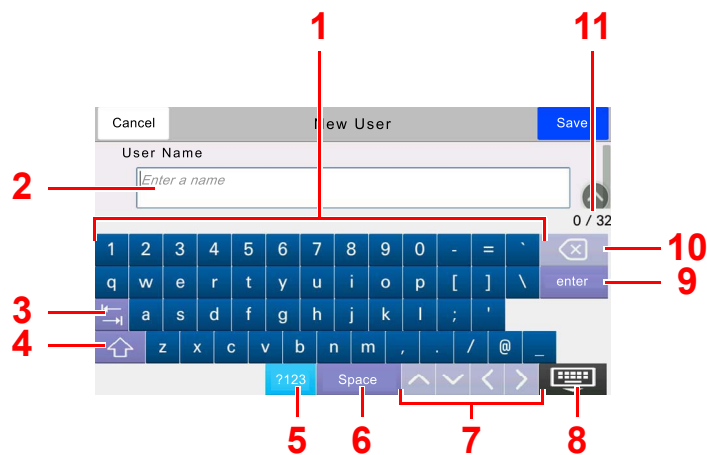 1 11
Cancel New User Save
User Name
2 Enter a name
0 / 32
1 2 3 4 5 6 7 8 9 0 - = ` 10
q w e r t y u i o p [ ] \ enter 9
3 a s d f g h j k l ; '
4 z x c v b n m , . / @ _
?123 Space
5 6 7 8